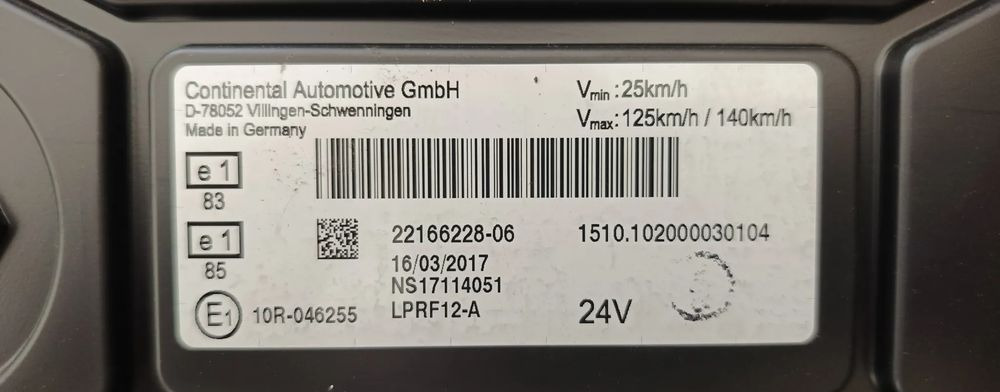 Continental Automotive GmbH
D-78052 Villingen-Schwenningen
Made in Germany
Vmin : 25km/h
Vmax : 125km/h / 140km/h
e 1
83
e 1
85
E1 10R-046255
22166228-06
16/03/2017
NS17114051
LPRF12-A
1510.102000030104
24V